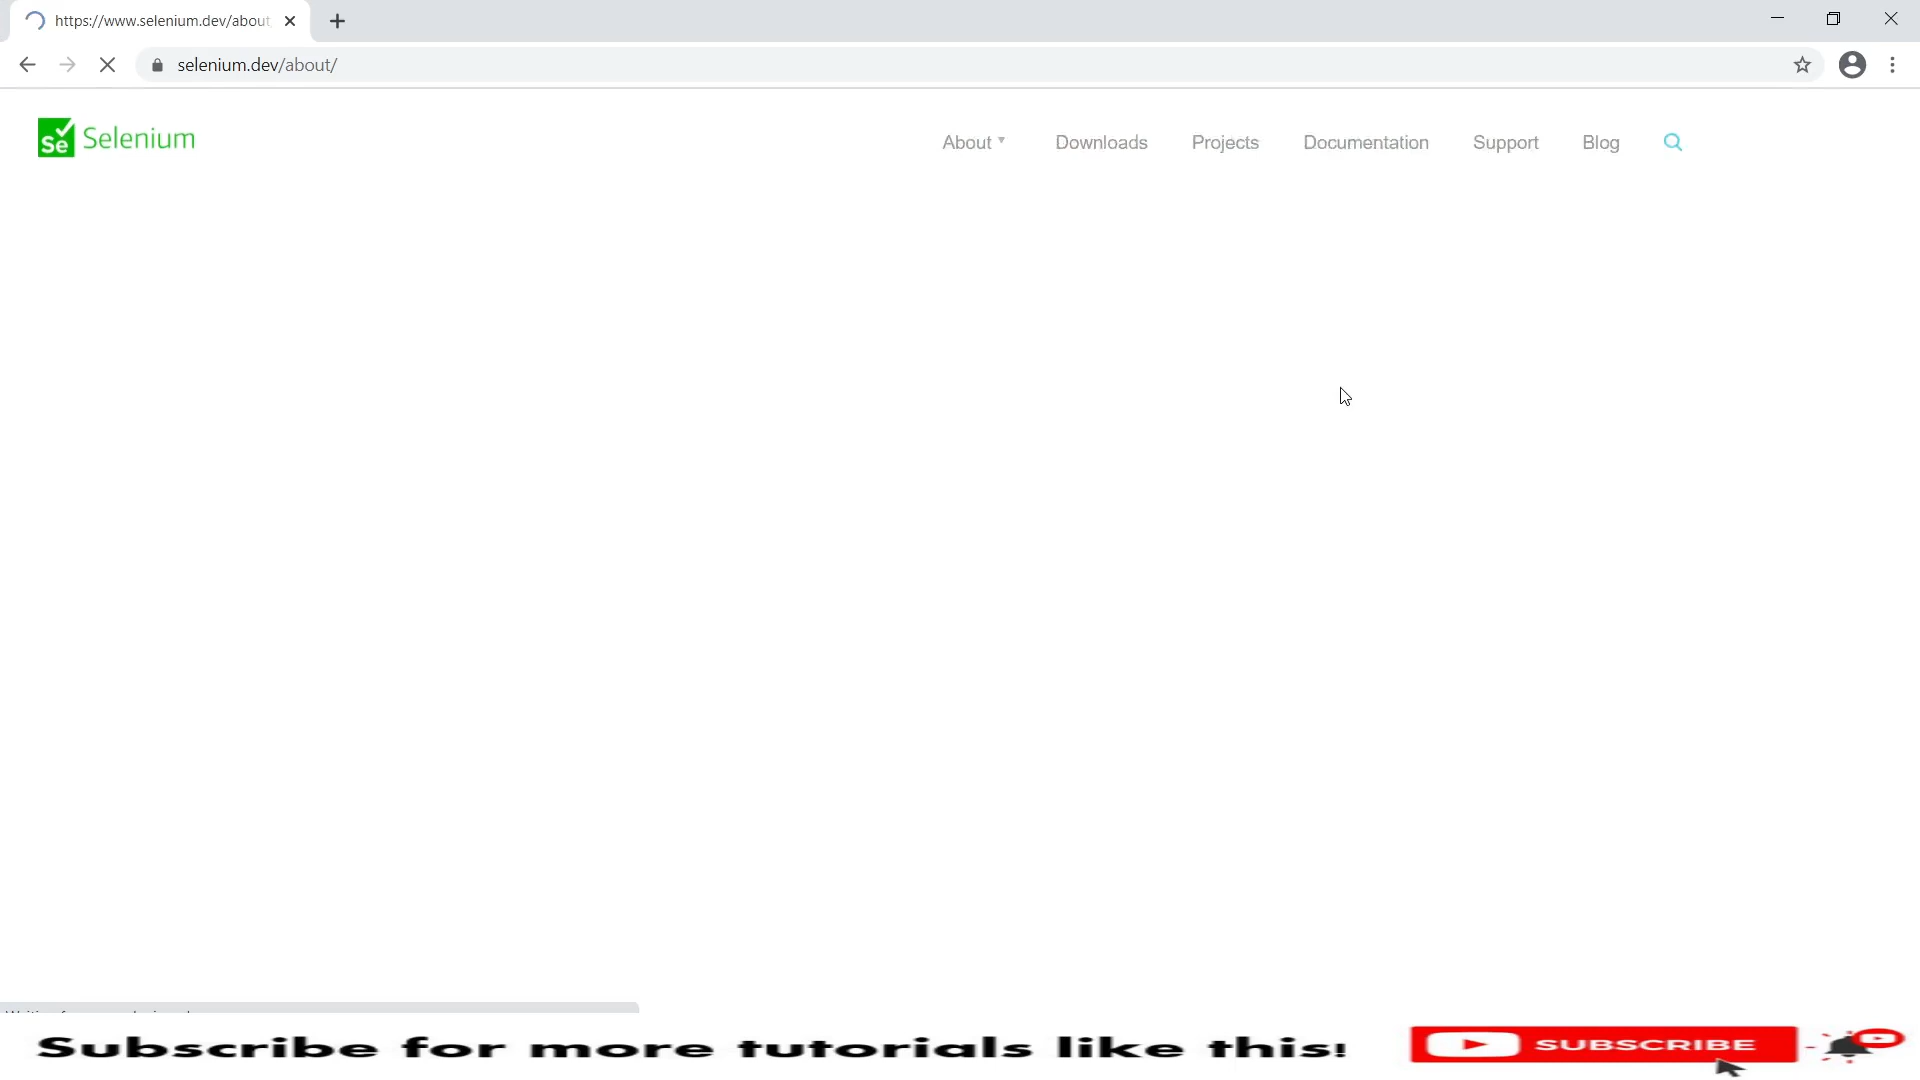 https://www.selenium.dev/about
selenium.dev/about/
Se Selenium
About
Downloads
Projects
Documentation
Support
Blog
Subscribe for more tutorials like this!
SUBSCRIBE